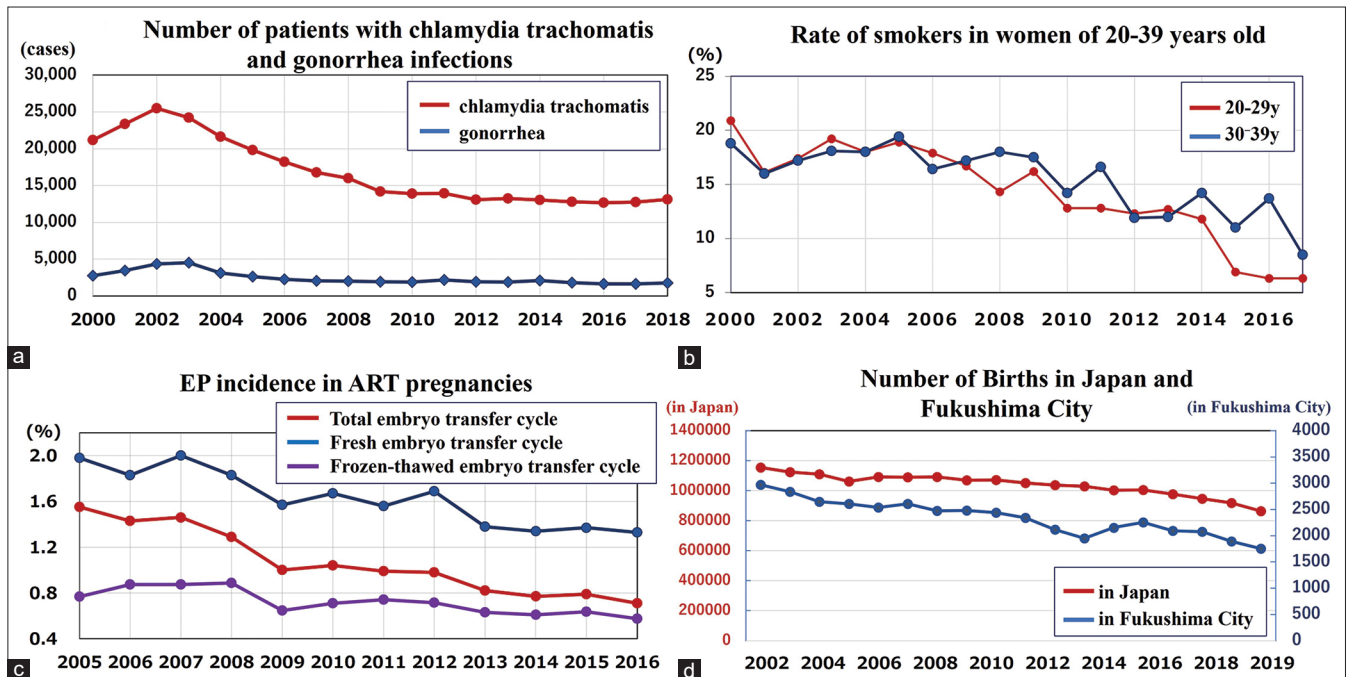 Number of patients with chlamydia trachomatis
and gonorrhea infections
(cases)
30,000
25,000
20,000
15,000
10,000
5,000
0
chlamydia trachomatis
gonorrhea
2000 2002 2004 2006 2008 2010 2012 2014 2016 2018
a
Rate of smokers in women of 20-39 years old
(%)
25
20
15
10
5
20-29y
30-39y
2000 2002 2004 2006 2008 2010 2012 2014 2016
b
EP incidence in ART pregnancies
(%)
2.0
1.6
1.2
0.8
0.4
Total embryo transfer cycle
Fresh embryo transfer cycle
Frozen-thawed embryo transfer cycle
2005 2006 2007 2008 2009 2010 2011 2012 2013 2014 2015 2016
c
Number of Births in Japan and
Fukushima City
(in Japan)
(in Fukushima City)
1400000
1200000
1000000
800000
600000
400000
200000
0
4000
3500
3000
2500
2000
1500
1000
500
0
in Japan
in Fukushima City
2002 2004 2006 2008 2010 2012 2014 2016 2018 2019
d